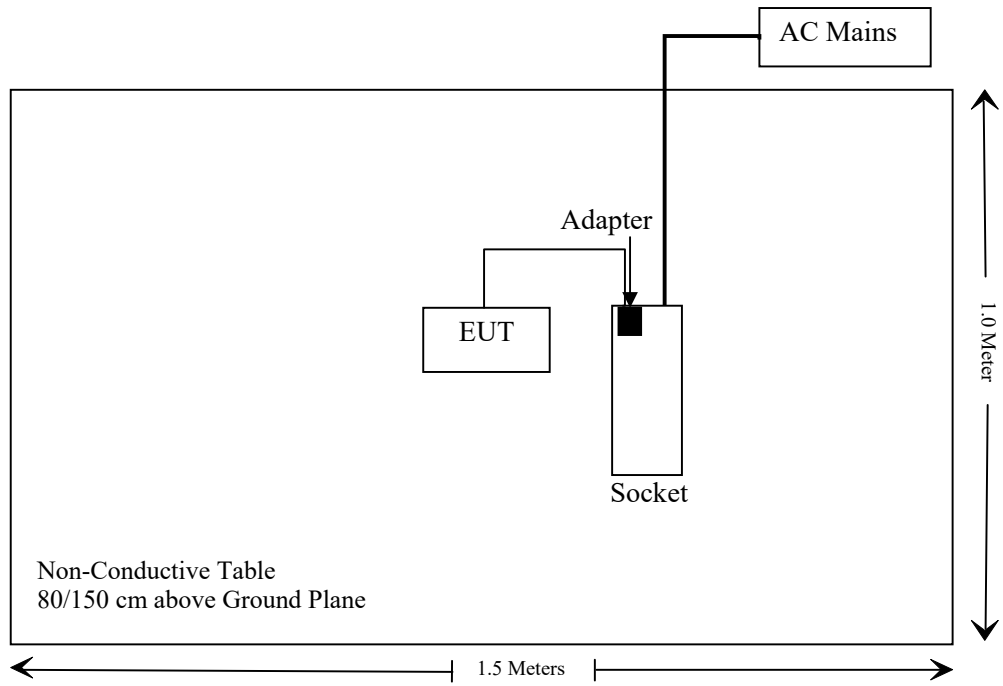 AC Mains
Adapter
EUT
1.0 Meter
Socket
Non-Conductive Table
80/150 cm above Ground Plane
1.5 Meters